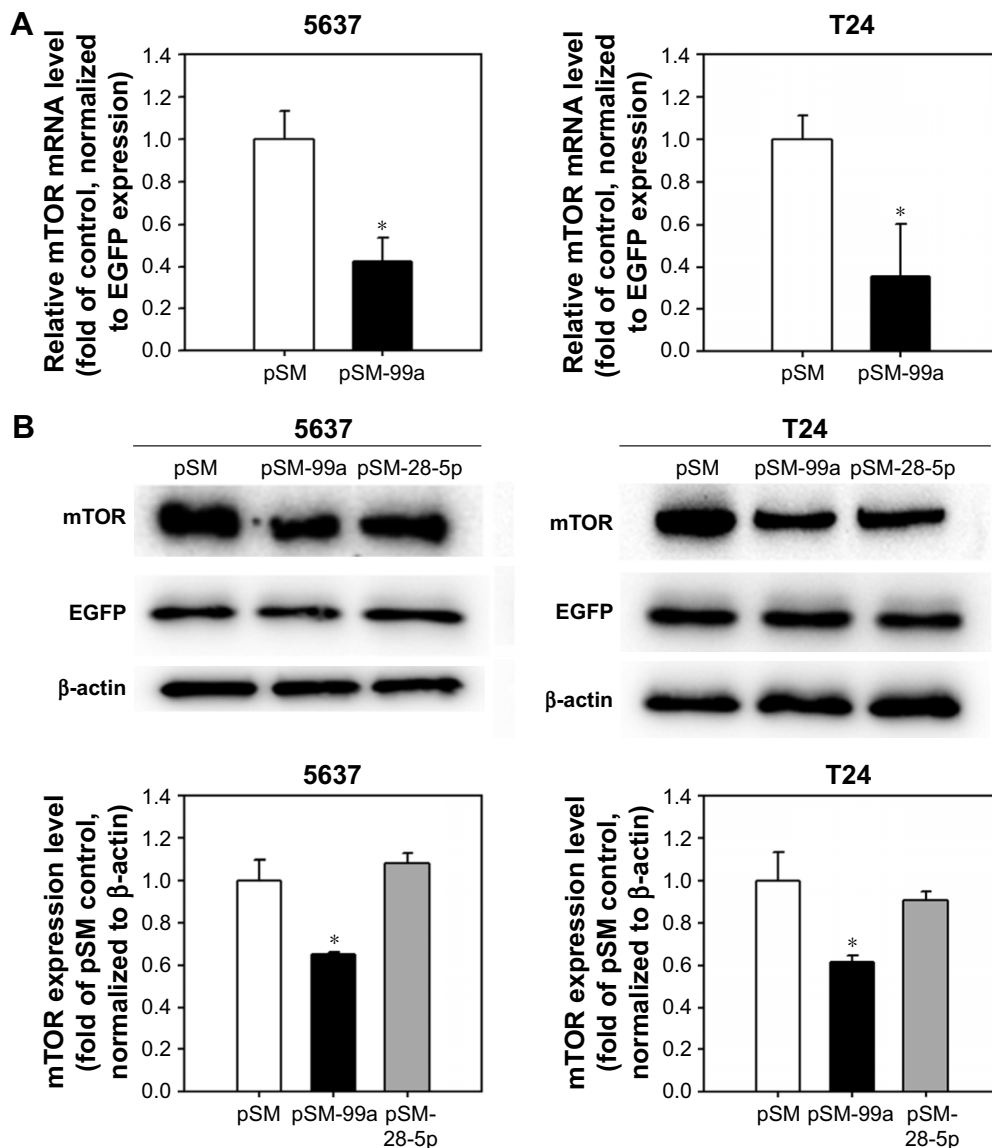 A
5637
Relative mTOR mRNA level
(fold of control, normalized
to EGFP expression)
1.4
1.2
1.0
0.8
0.6
0.4
0.2
0.0
*
pSM pSM-99a
T24
Relative mTOR mRNA level
(fold of control, normalized
to EGFP expression)
1.4
1.2
1.0
0.8
0.6
0.4
0.2
0.0
*
pSM pSM-99a
B
5637
pSM pSM-99a pSM-28-5p
mTOR
EGFP
β-actin
T24
pSM pSM-99a pSM-28-5p
mTOR
EGFP
β-actin
5637
mTOR expression level
(fold of pSM control,
normalized to β-actin)
1.4
1.2
1.0
0.8
0.6
0.4
0.2
0.0
*
pSM pSM-99a pSM-
28-5p
T24
mTOR expression level
(fold of pSM control,
normalized to β-actin)
1.4
1.2
1.0
0.8
0.6
0.4
0.2
0.0
*
pSM pSM-99a pSM-
28-5p